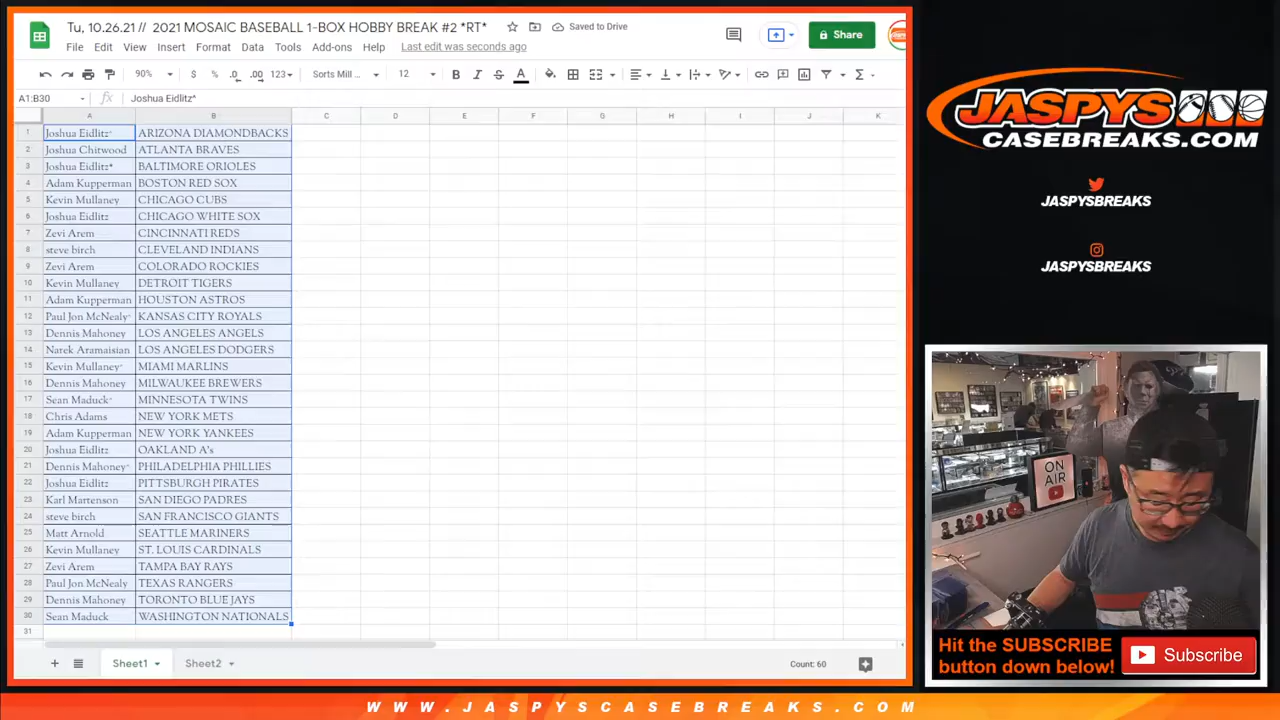 Tu, 10.26.21 // 2021 MOSAIC BASEBALL 1-BOX HOBBY BREAK #2 *RT*
Saved to Drive
Share
File Edit View Insert Format Data Tools Add-ons Help Last edit was seconds ago
90% $ % .0 .00 123 Sorts Mill ... 12 B I S A
A1:B30 fx Joshua Eidlitz*
A B C D E F G H I J K
1 Joshua Eidlitz* ARIZONA DIAMONDBACKS
2 Joshua Chitwood ATLANTA BRAVES
3 Joshua Eidlitz* BALTIMORE ORIOLES
4 Adam Kupperman BOSTON RED SOX
5 Kevin Mullaney CHICAGO CUBS
6 Joshua Eidlitz CHICAGO WHITE SOX
7 Zevi Arem CINCINNATI REDS
8 steve birch CLEVELAND INDIANS
9 Zevi Arem COLORADO ROCKIES
10 Kevin Mullaney DETROIT TIGERS
11 Adam Kupperman HOUSTON ASTROS
12 Paul Jon McNealy* KANSAS CITY ROYALS
13 Dennis Mahoney LOS ANGELES ANGELS
14 Narek Aramaisian LOS ANGELES DODGERS
15 Kevin Mullaney* MIAMI MARLINS
16 Dennis Mahoney MILWAUKEE BREWERS
17 Sean Maduck* MINNESOTA TWINS
18 Chris Adams NEW YORK METS
19 Adam Kupperman NEW YORK YANKEES
20 Joshua Eidlitz OAKLAND A's
21 Dennis Mahoney* PHILADELPHIA PHILLIES
22 Joshua Eidlitz PITTSBURGH PIRATES
23 Karl Martenson SAN DIEGO PADRES
24 steve birch SAN FRANCISCO GIANTS
25 Matt Arnold SEATTLE MARINERS
26 Kevin Mullaney ST. LOUIS CARDINALS
27 Zevi Arem TAMPA BAY RAYS
28 Paul Jon McNealy TEXAS RANGERS
29 Dennis Mahoney TORONTO BLUE JAYS
30 Sean Maduck WASHINGTON NATIONALS
31
Sheet1 Sheet2 Count: 60
JASPYS
CASEBREAKS.COM
JASPYSBREAKS
JASPYSBREAKS
ON
AIR
Hit the SUBSCRIBE
button down below!
Subscribe
WWW.JASPYSCASEBREAKS.COM